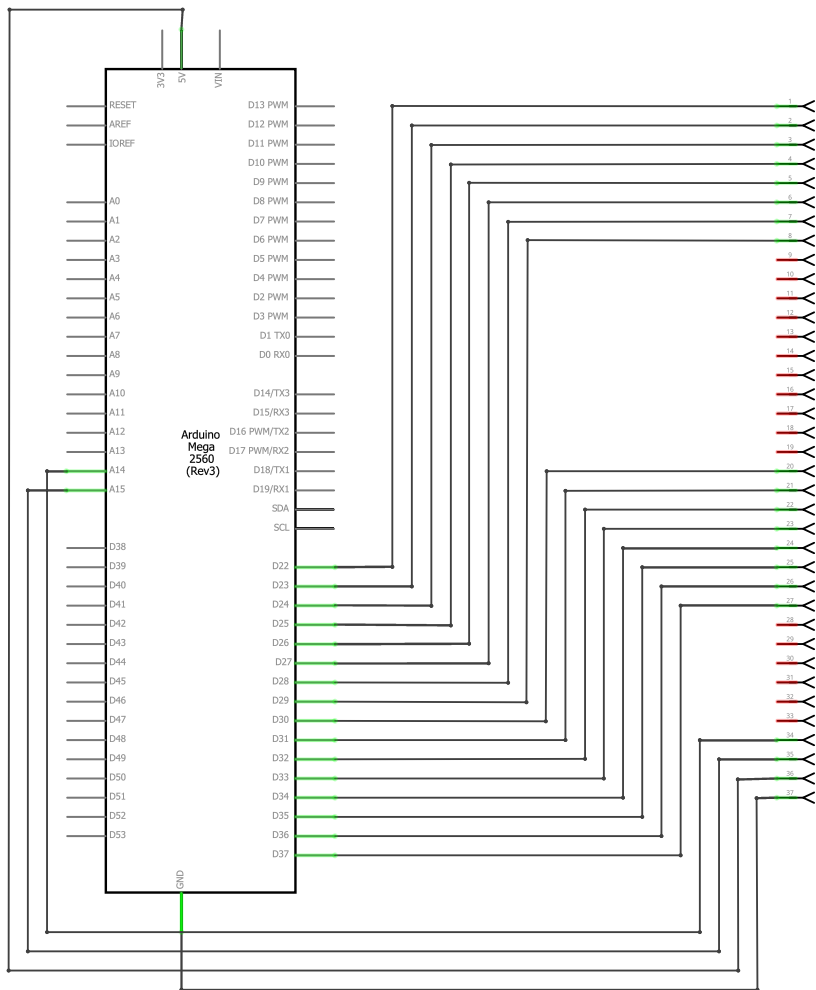 3V3
5V
VIN
RESET
AREF
IOREF
A0
A1
A2
A3
A4
A5
A6
A7
A8
A9
A10
A11
A12
A13
A14
A15
D38
D39
D40
D41
D42
D43
D44
D45
D46
D47
D48
D49
D50
D51
D52
D53
Arduino
Mega
2560
(Rev3)
D13 PWM
D12 PWM
D11 PWM
D10 PWM
D9 PWM
D8 PWM
D7 PWM
D6 PWM
D5 PWM
D4 PWM
D2 PWM
D3 PWM
D1 TX0
D0 RX0
D14/TX3
D15/RX3
D16 PWM/TX2
D17 PWM/RX2
D18/TX1
D19/RX1
SDA
SCL
D22
D23
D24
D25
D26
D27
D28
D29
D30
D31
D32
D33
D34
D35
D36
D37
GND
1
2
3
4
5
6
7
8
9
10
11
12
13
14
15
16
17
18
19
20
21
22
23
24
25
26
27
28
29
30
31
32
33
34
35
36
37